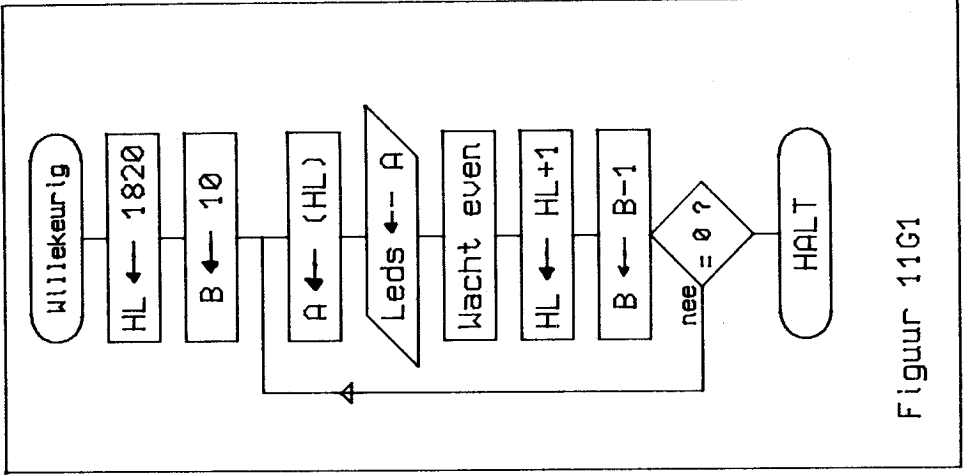 Willekeurig
HL ← 1820
B ← 10
A ← (HL)
Leds ← A
Wacht even
HL ← HL+1
B ← B-1
= 0 ?
nee
HALT
Figuur 11G1